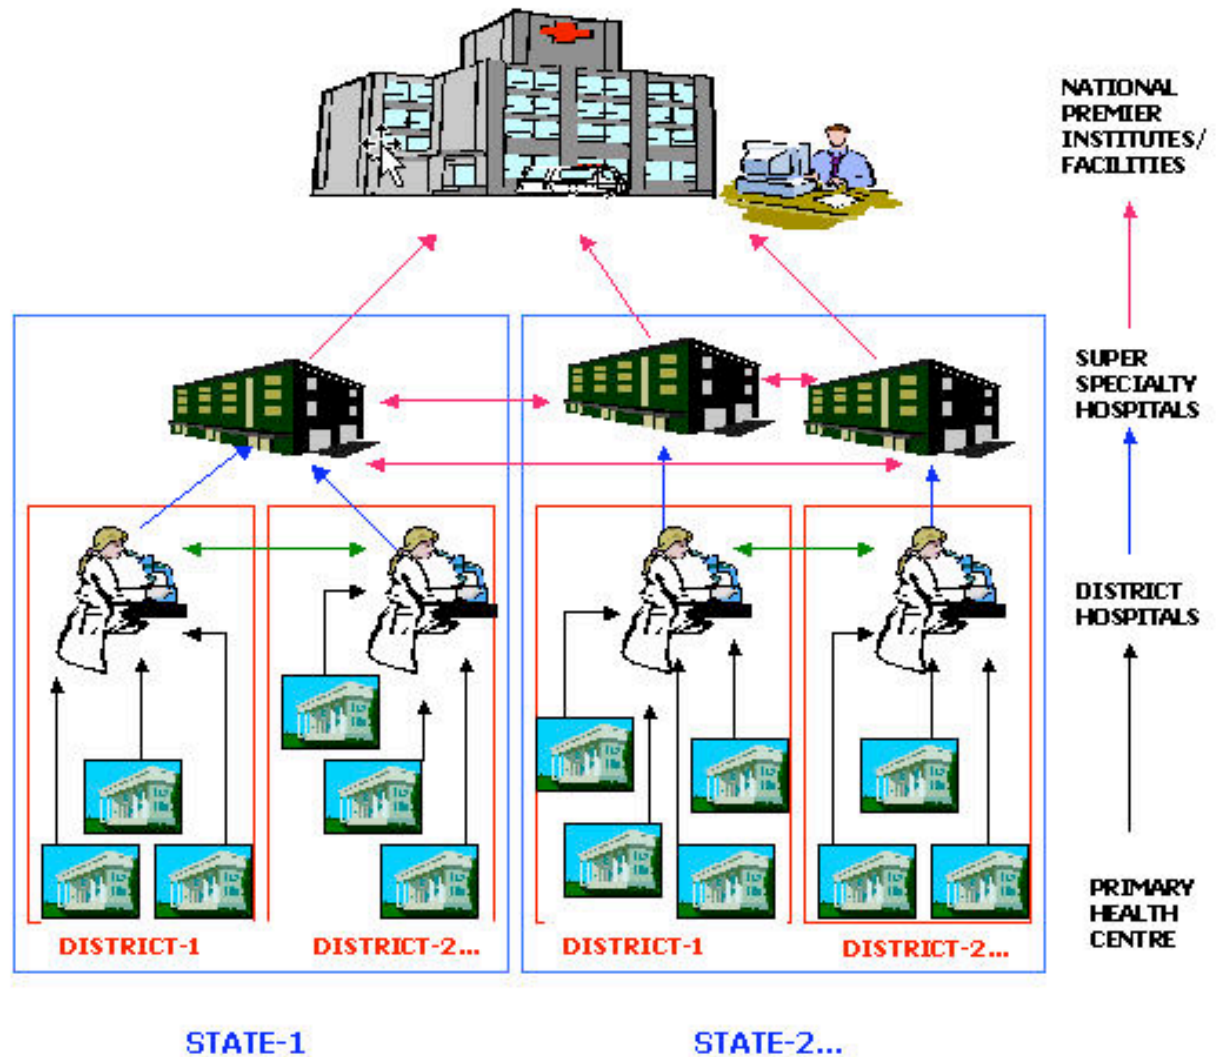 NATIONAL
PREMIER
INSTITUTES/
FACILITIES
SUPER
SPECIALTY
HOSPITALS
DISTRICT
HOSPITALS
PRIMARY
HEALTH
CENTRE
DISTRICT-1
DISTRICT-2...
DISTRICT-1
DISTRICT-2...
STATE-1
STATE-2...